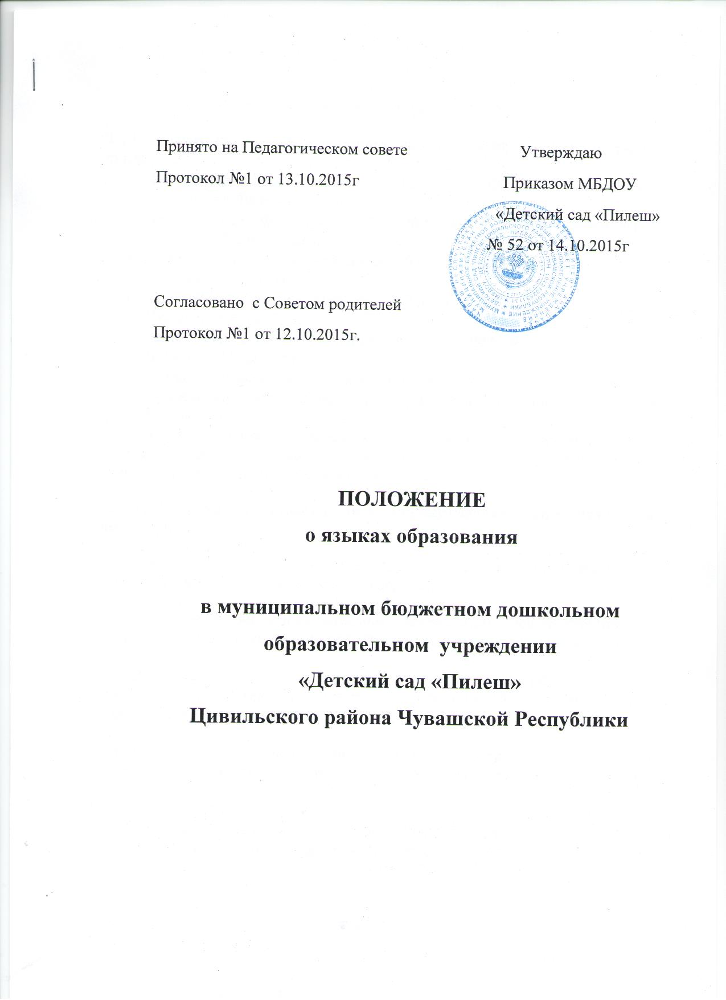 Принято на Педагогическом совете
Протокол №1 от 13.10.2015г
Утверждаю
Приказом МБДОУ
«Детский сад «Пилеш»
№ 52 от 14.10.2015г
Согласовано с Советом родителей
Протокол №1 от 12.10.2015г.
ПОЛОЖЕНИЕ
о языках образования
в муниципальном бюджетном дошкольном
образовательном учреждении
«Детский сад «Пилеш»
Цивильского района Чувашской Республики